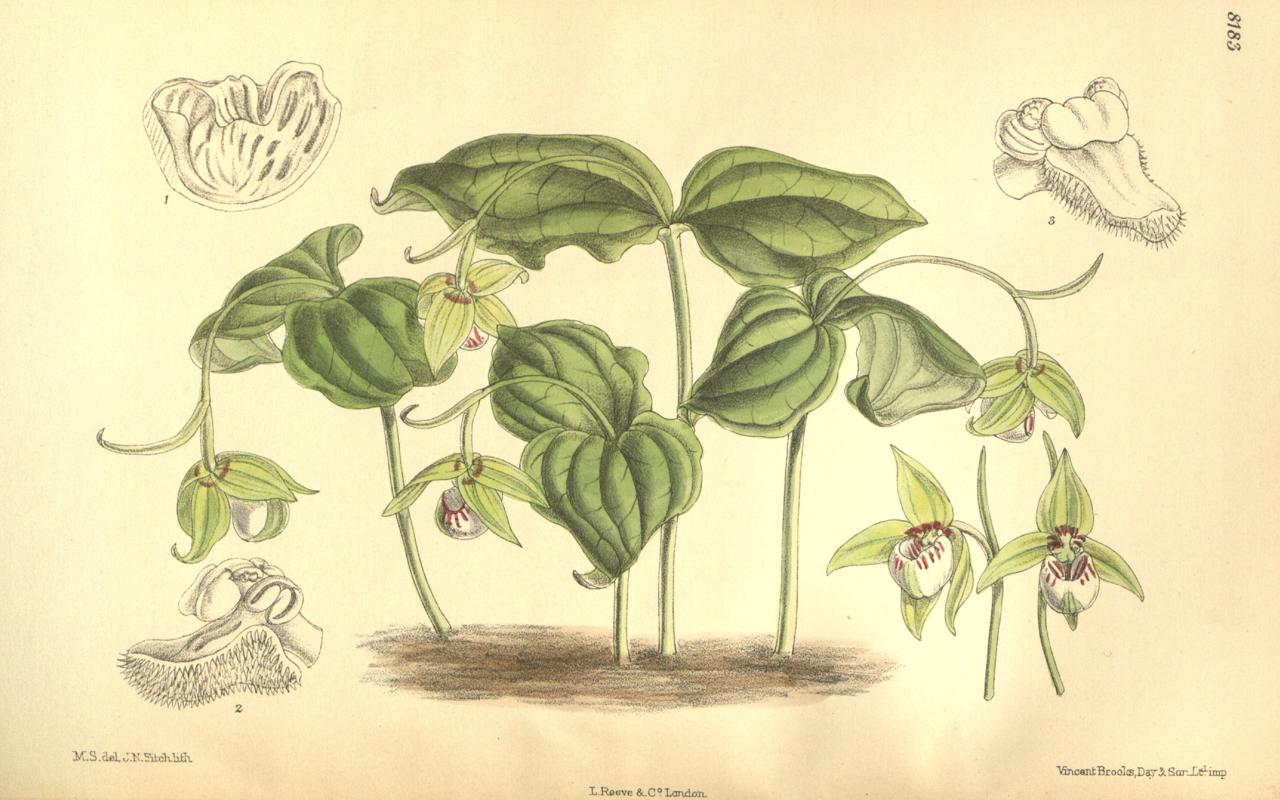 8183
1
3
2
M.S. del, J.N. Fitch lith.
Vincent Brooks, Day & Son Ltd imp
L. Reeve & Co London.